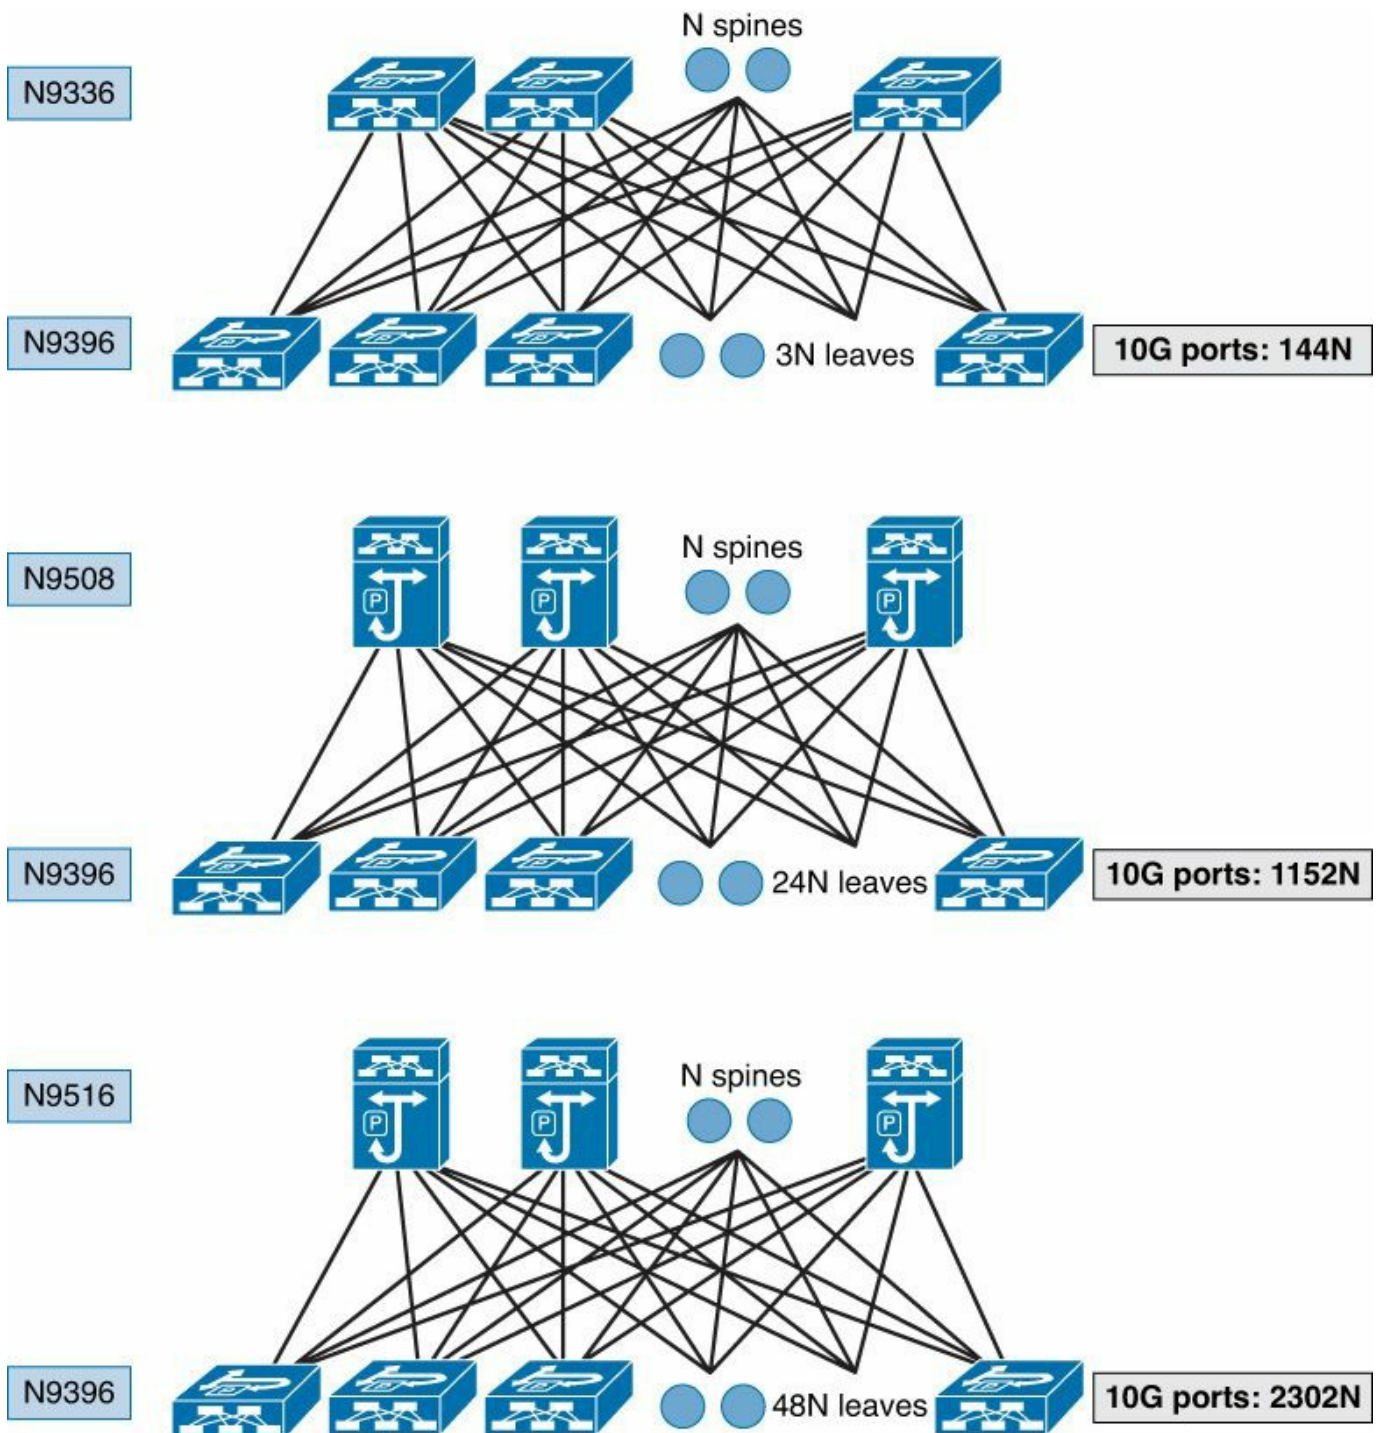 N spines
N9336
N9396
3N leaves
10G ports: 144N
N spines
N9508
P
P
P
N9396
24N leaves
10G ports: 1152N
N spines
N9516
P
P
P
N9396
48N leaves
10G ports: 2302N